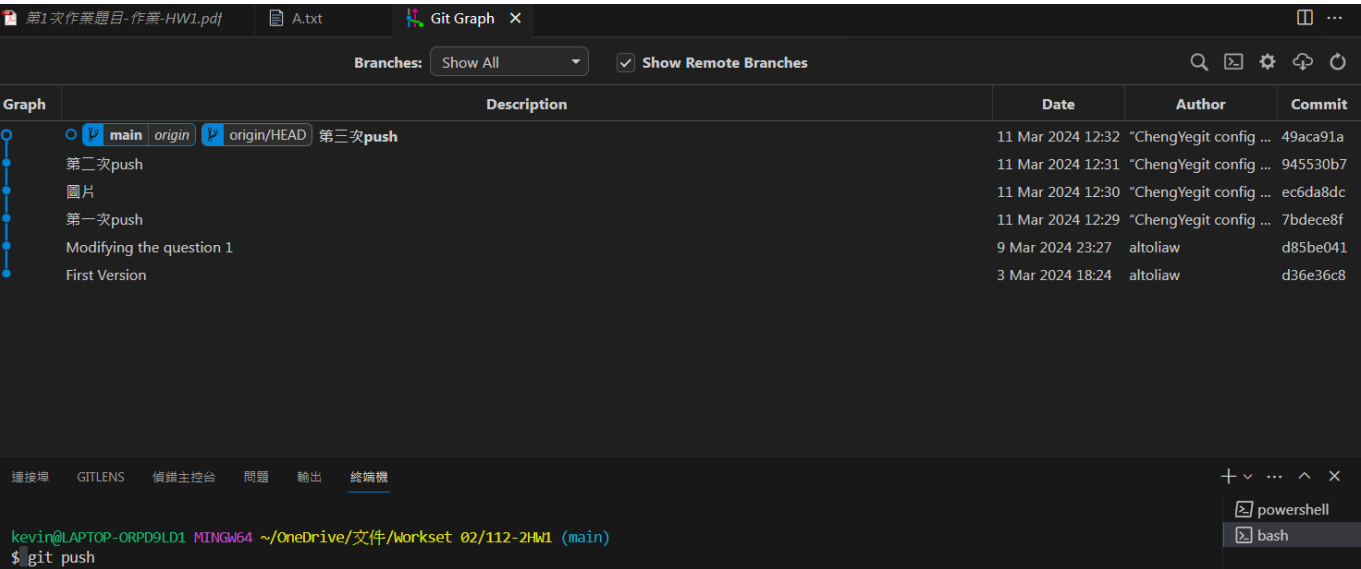 第1次作業題目-作業-HW1.pdf A.txt Git Graph
Branches: Show All Show Remote Branches
Graph Description Date Author Commit
main origin origin/HEAD 第三次push 11 Mar 2024 12:32 “ChengYegit config ... 49aca91a
第二次push 11 Mar 2024 12:31 “ChengYegit config ... 945530b7
圖片 11 Mar 2024 12:30 “ChengYegit config ... ec6da8dc
第一次push 11 Mar 2024 12:29 “ChengYegit config ... 7bdece8f
Modifying the question 1 9 Mar 2024 23:27 altoliaw d85be041
First Version 3 Mar 2024 18:24 altoliaw d36e36c8
連接埠 GITLENS 偵錯主控台 問題 輸出 終端機
powershell
kevin@LAPTOP-ORPD9LD1 MINGW64 ~/OneDrive/文件/Workset 02/112-2HW1 (main) bash
$ git push